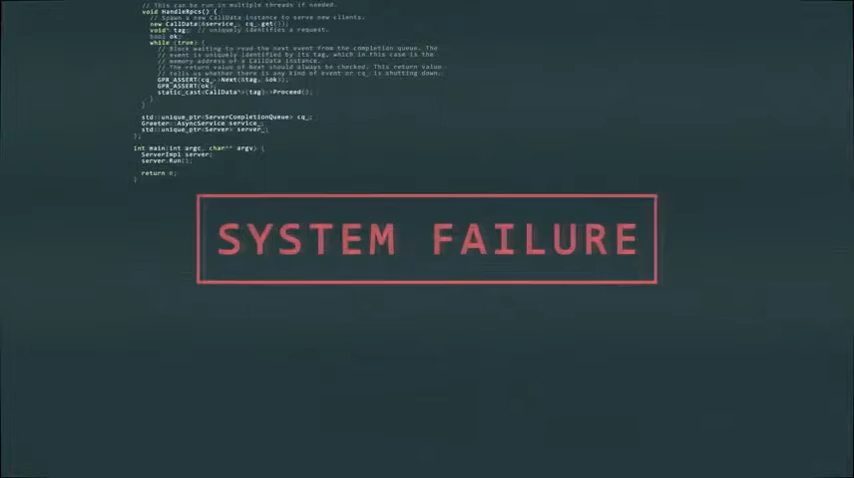 // This can be run in multiple threads if needed.
void HandleRpcs() {
// Spawn a new CallData instance to serve new clients.
new CallData(&service_, cq_.get());
void* tag; // uniquely identifies a request.
bool ok;
while (true) {
// Block waiting to read the next event from the completion queue. The
// event is uniquely identified by its tag, which in this case is the
// memory address of a CallData instance.
// The return value of Next should always be checked. This return value
// tells us whether there is any kind of event or cq_ is shutting down.
GPR_ASSERT(cq_->Next(&tag, &ok));
GPR_ASSERT(ok);
static_cast<CallData*>(tag)->Proceed();
}
}
std::unique_ptr<ServerCompletionQueue> cq_;
Greeter::AsyncService service_;
std::unique_ptr<Server> server_;
};
int main(int argc, char** argv) {
ServerImpl server;
server.Run();
return 0;
}
SYSTEM FAILURE